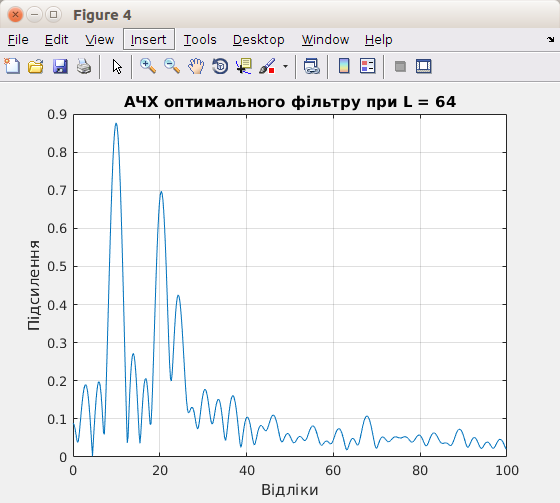 Figure 4
File Edit View Insert Tools Desktop Window Help
АЧХ оптимального фільтру при L = 64
0.9
0.8
0.7
0.6
0.5
0.4
0.3
0.2
0.1
0
Підсилення
0 20 40 60 80 100
Відліки